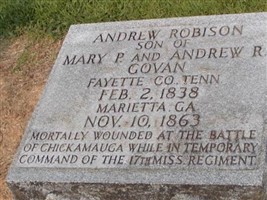 ANDREW ROBISON
SON OF
MARY P. AND ANDREW R.
GOVAN
FAYETTE CO. TENN
FEB. 2, 1838
MARIETTA GA.
NOV. 10, 1863
MORTALLY WOUNDED AT THE BATTLE
OF CHICKAMAUGA WHILE IN TEMPORARY
COMMAND OF THE 17TH MISS. REGIMENT.